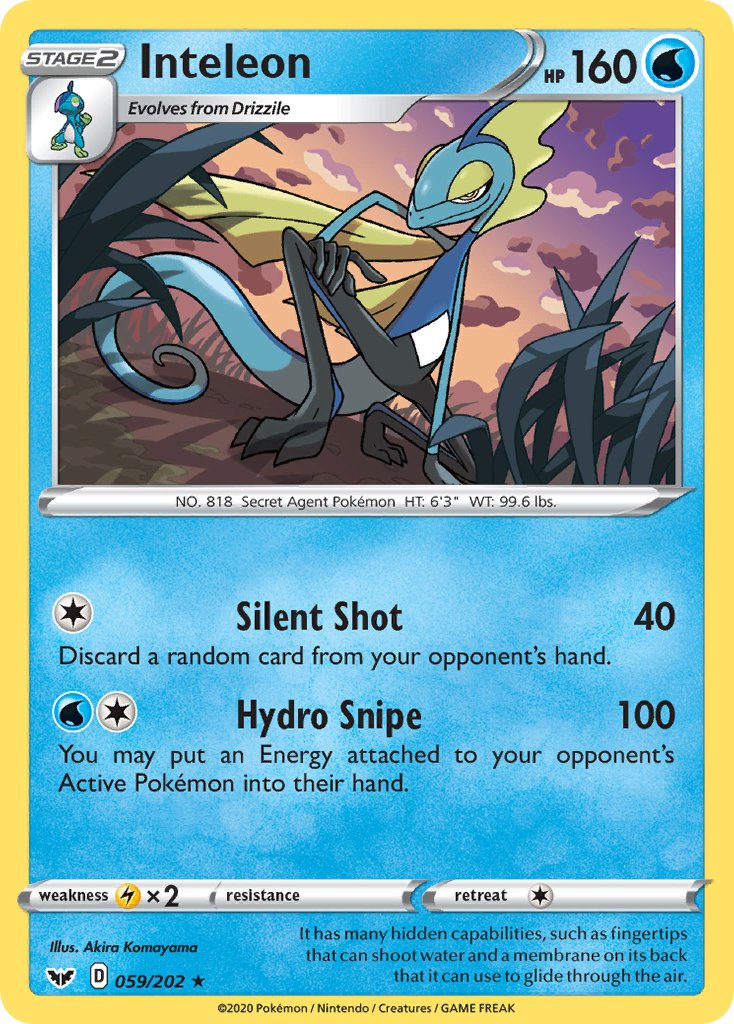 STAGE2
Inteleon
HP 160
Evolves from Drizzile
NO. 818 Secret Agent Pokémon HT: 6'3" WT: 99.6 lbs.
Silent Shot 40
Discard a random card from your opponent's hand.
Hydro Snipe 100
You may put an Energy attached to your opponent's
Active Pokémon into their hand.
weakness ×2 resistance retreat
Illus. Akira Komayama
It has many hidden capabilities, such as fingertips
that can shoot water and a membrane on its back
that it can use to glide through the air.
D 059/202 ★
©2020 Pokémon / Nintendo / Creatures / GAME FREAK